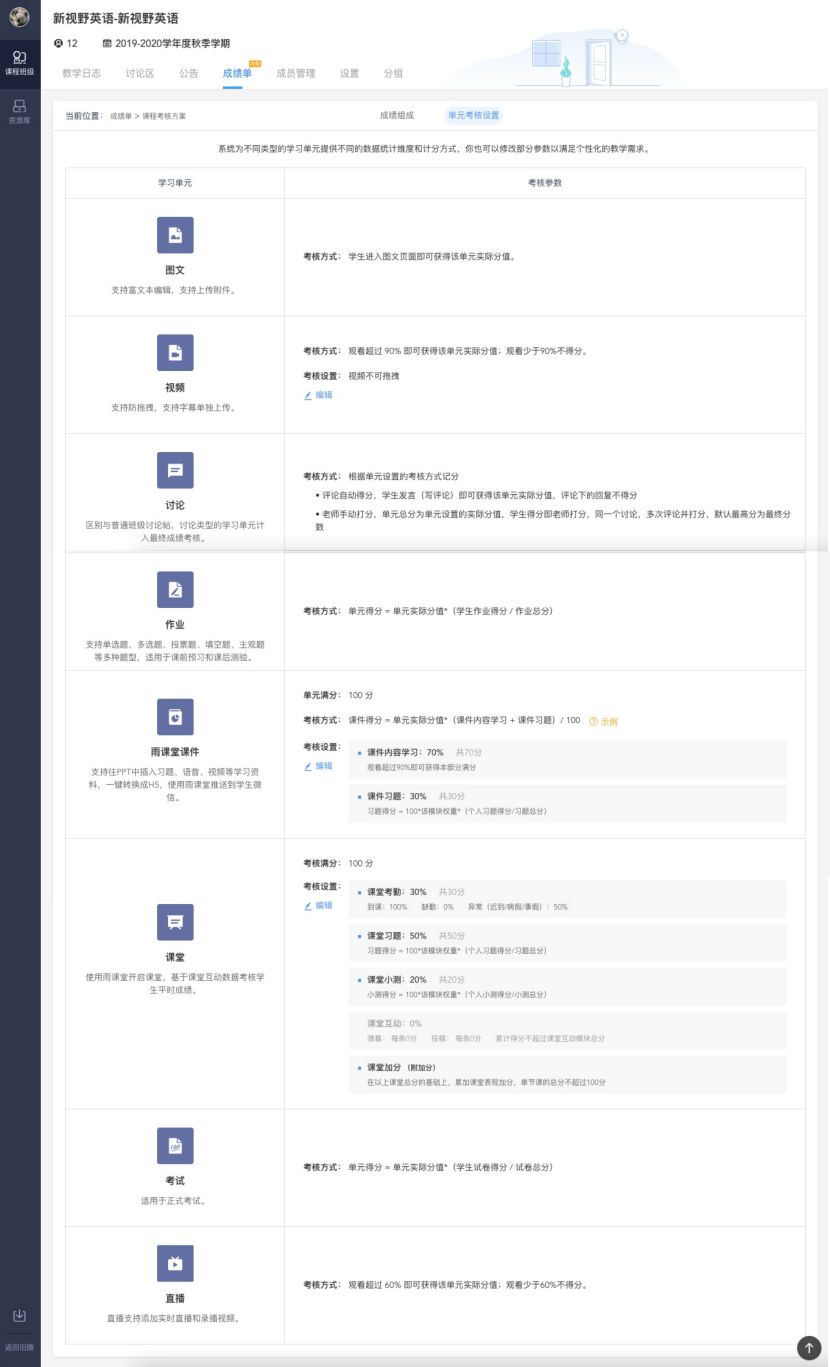 新视野英语-新视野英语
12 2019-2020学年度秋季学期
课程班级
教学日志 讨论区 公告 成绩单 成员管理 设置 分组
资源库
当前位置： 成绩单 > 课程考核方案 成绩组成 单元考核设置
系统为不同类型的学习单元提供不同的数据统计维度和计分方式，你也可以修改部分参数以满足个性化的教学需求。
学习单元 考核参数
图文
支持富文本编辑，支持上传附件。
考核方式： 学生进入图文页面即可获得该单元实际分值。
视频
支持防拖拽，支持字幕单独上传。
考核方式： 观看超过 90% 即可获得该单元实际分值；观看少于90%不得分。
考核设置： 视频不可拖拽
编辑
讨论
区别与普通班级讨论帖，讨论类型的学习单元计
入最终成绩考核。
考核方式： 根据单元设置的考核方式记分
• 评论自动得分，学生发言（写评论）即可获得该单元实际分值，评论下的回复不得分
• 老师手动打分，单元总分为单元设置的实际分值，学生得分即老师打分，同一个讨论，多次评论并打分，默认最高分为最终分
数
作业
支持单选题、多选题、投票题、填空题、主观题
等多种题型，适用于课前预习和课后测验。
考核方式： 单元得分 = 单元实际分值*（学生作业得分 / 作业总分）
雨课堂课件
支持往PPT中插入习题、语音、视频等学习资
料，一键转换成H5，使用雨课堂推送到学生微
信。
单元满分： 100 分
考核方式： 课件得分 = 单元实际分值*（课件内容学习 + 课件习题）/ 100 示例
考核设置：
编辑
课件内容学习：70% 共70分
观看超过90%即可获得本部分满分
课件习题：30% 共30分
习题得分 = 100*该模块权重*（个人习题得分/习题总分）
课堂
使用雨课堂开启课堂，基于课堂互动数据考核学
生平时成绩。
考核满分： 100 分
考核设置：
编辑
课堂考勤：30% 共30分
到课：100% 缺勤：0% 异常（迟到/病假/事假）：50%
课堂习题：50% 共50分
习题得分 = 100*该模块权重*（个人习题得分/习题总分）
课堂小测：20% 共20分
小测得分 = 100*该模块权重*（个人小测得分/小测总分）
课堂互动：0%
弹幕： 每条0分 投稿： 每条0分 累计得分不超过课堂互动模块总分
课堂加分 （附加分）
在以上课堂总分的基础上，累加课堂表现加分，单节课的总分不超过100分
考试
适用于正式考试。
考核方式： 单元得分 = 单元实际分值*（学生试卷得分 / 试卷总分）
直播
直播支持添加实时直播和录播视频。
考核方式： 观看超过 60% 即可获得该单元实际分值；观看少于60%不得分。
返回旧版